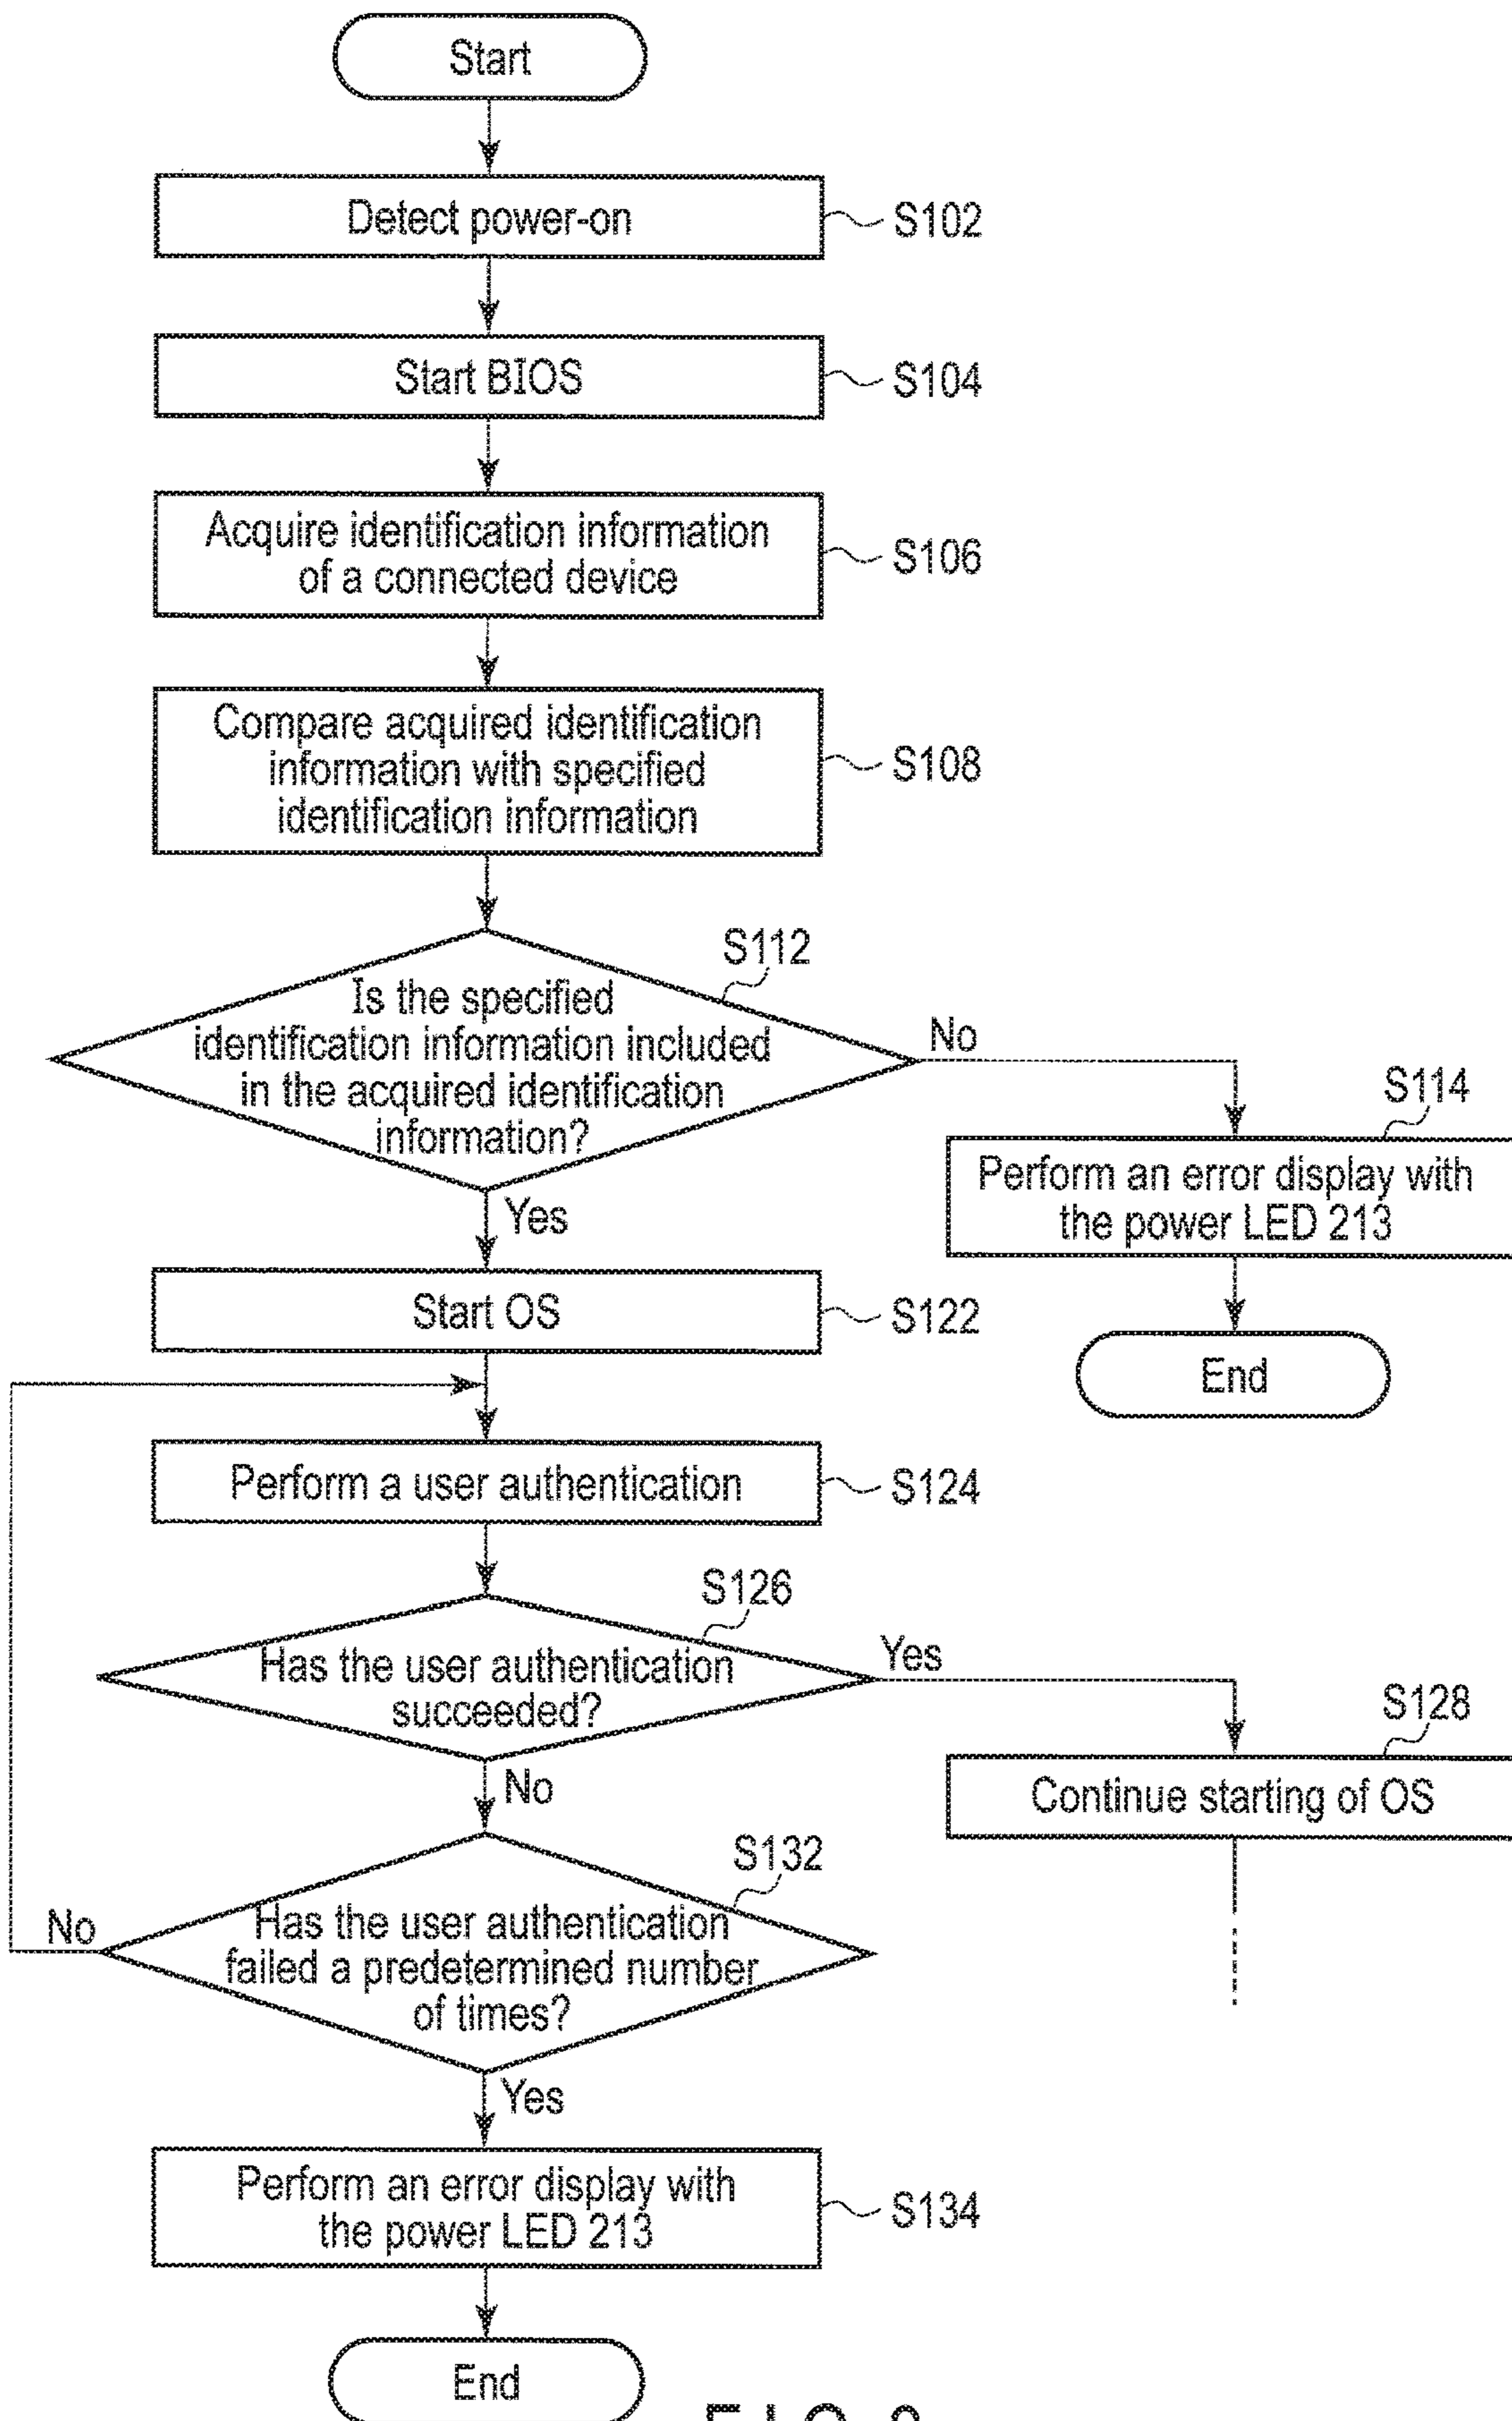 Start
Detect power-on
S102
Start BIOS
S104
Acquire identification information
of a connected device
S106
Compare acquired identification
information with specified
identification information
S108
S112
Is the specified
identification information included
in the acquired identification
information?
No
S114
Perform an error display with
the power LED 213
End
Yes
Start OS
S122
Perform a user authentication
S124
S126
Has the user authentication
succeeded?
Yes
S128
Continue starting of OS
No
S132
Has the user authentication
failed a predetermined number
of times?
No
Yes
Perform an error display with
the power LED 213
S134
End